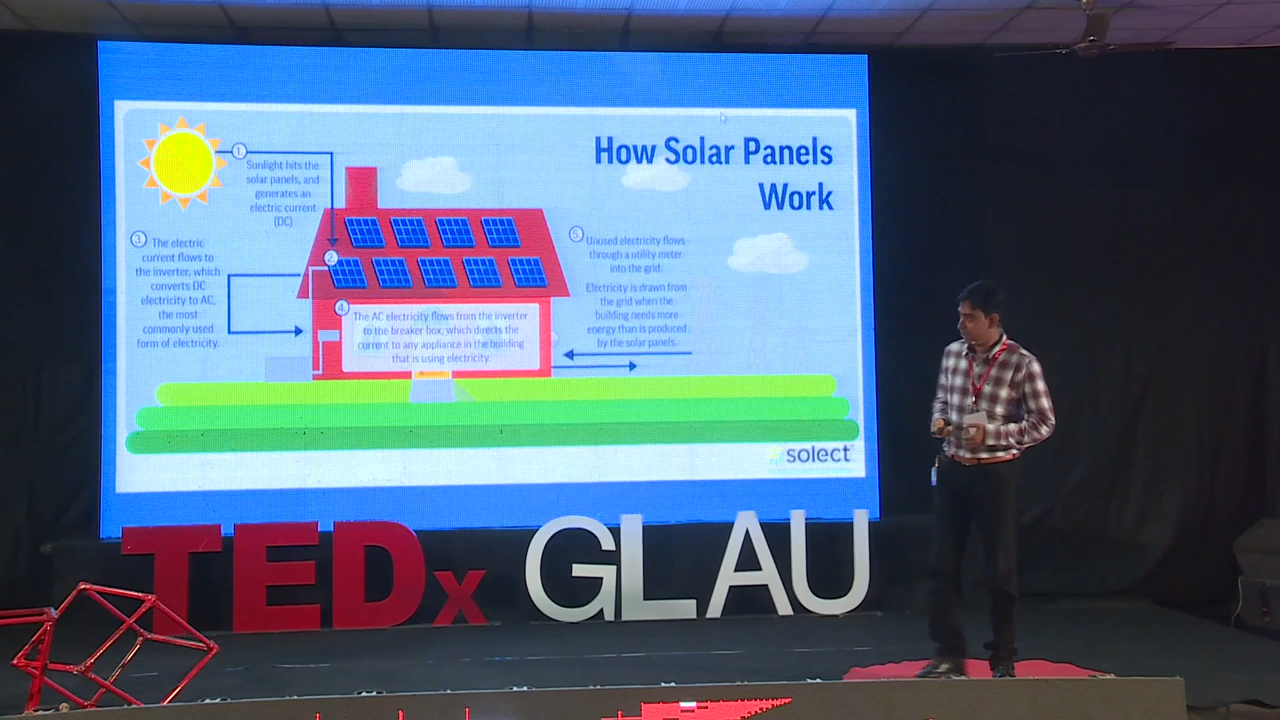 How Solar Panels
Work
1.
Sunlight hits the
solar panels, and
generates an
electric current
(DC)
2.
3.
The electric
current flows to
the inverter, which
converts DC
electricity to AC,
the most
commonly used
form of electricity.
4.
The AC electricity flows from the inverter
to the breaker box, which directs the
current to any appliance in the building
that is using electricity.
5.
Unused electricity flows
through a utility meter
into the grid.
Electricity is drawn from
the grid when the
building needs more
energy than is produced
by the solar panels.
solect
TEDx GLAU